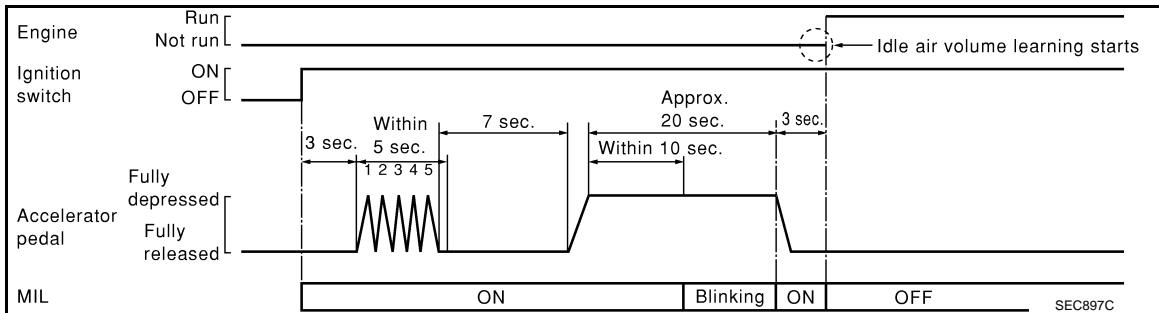 Engine
Run
Not run
Idle air volume learning starts
Ignition
switch
ON
OFF
3 sec.
Within
5 sec.
1 2 3 4 5
7 sec.
Approx.
20 sec.
Within 10 sec.
3 sec.
Accelerator
pedal
Fully
depressed
Fully
released
MIL
ON
Blinking
ON
OFF
SEC897C